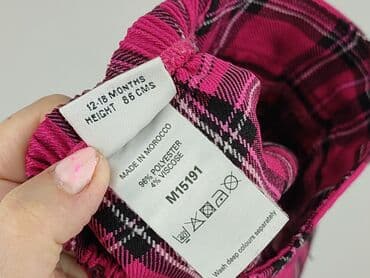 12-18 MONTHS
HEIGHT 86 CMS
MADE IN MOROCCO
96% POLYESTER
4% VISCOSE
M15191
Wash deep colours separately